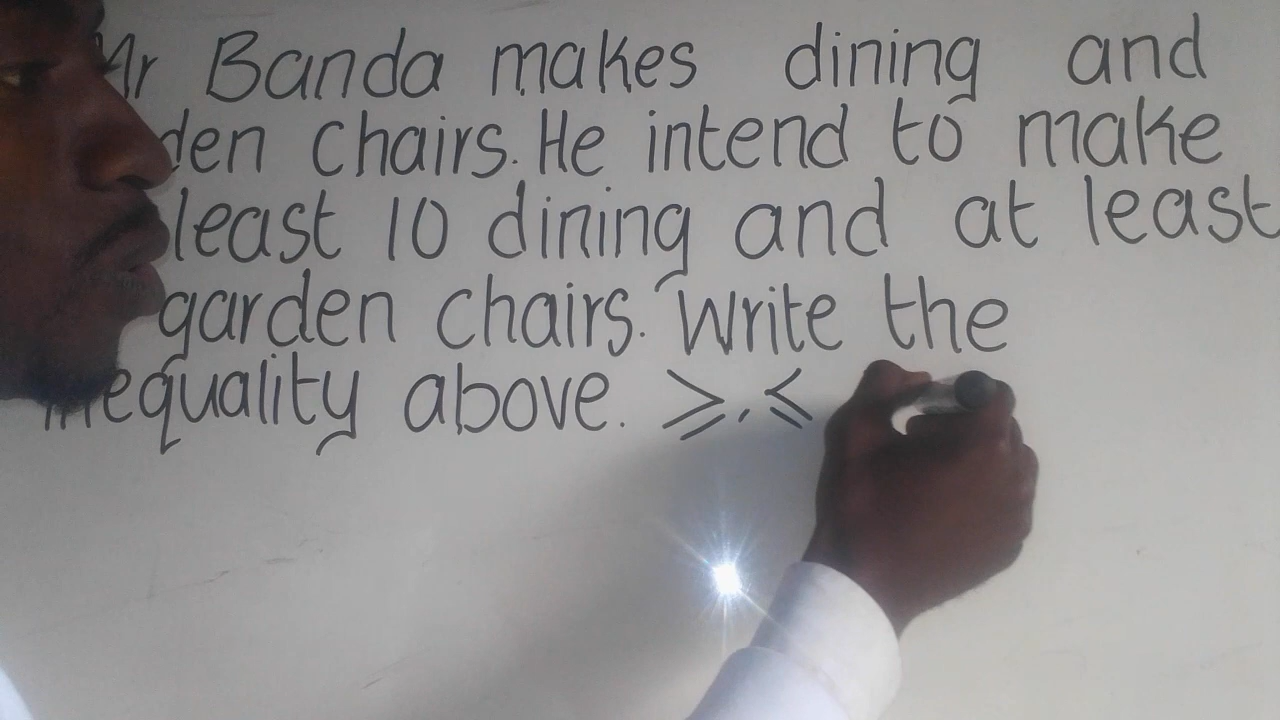 Mr Banda makes dining and
den chairs. He intend to make
least 10 dining and at least
garden chairs. Write the
inequality above. ⩾, ⩽